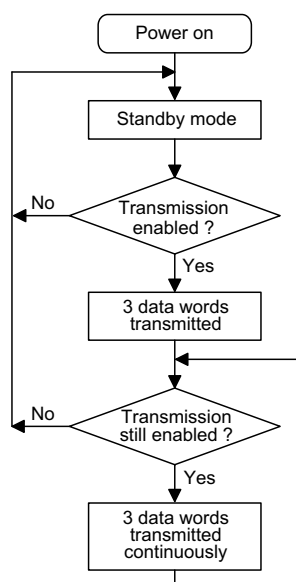 Power on
Standby mode
Transmission
enabled ?
No
Yes
3 data words
transmitted
Transmission
still enabled ?
No
Yes
3 data words
transmitted
continuously